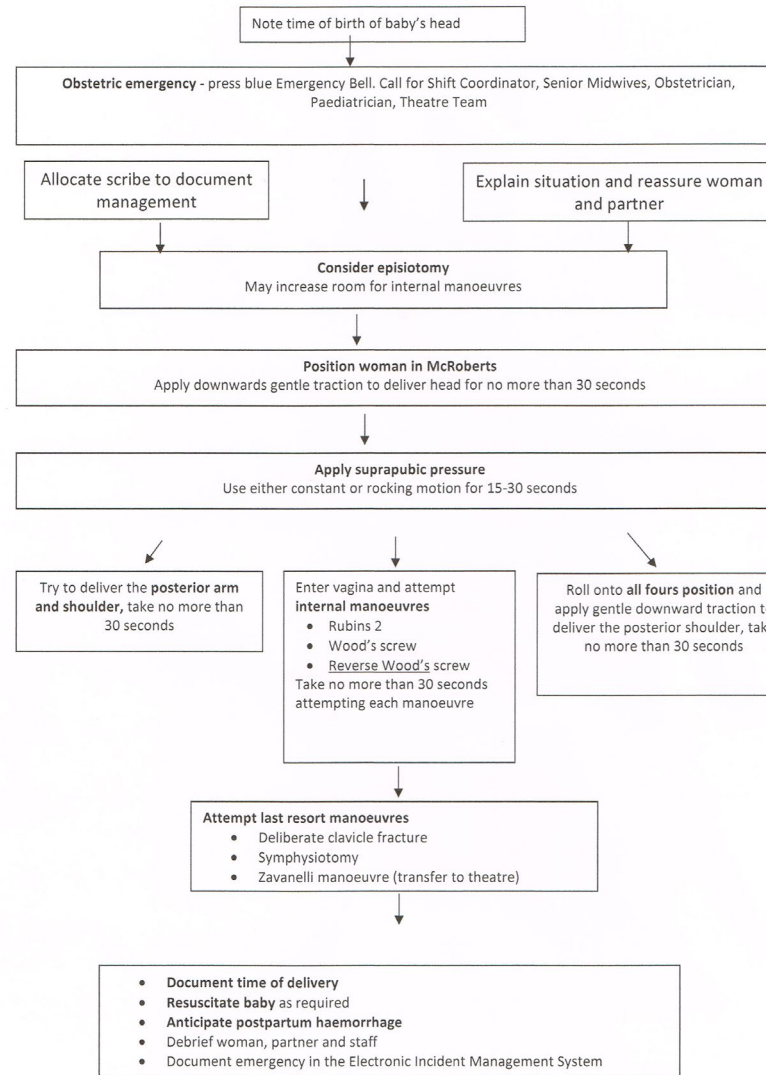 Note time of birth of baby's head
Obstetric emergency - press blue Emergency Bell. Call for Shift Coordinator, Senior Midwives, Obstetrician,
Paediatrician, Theatre Team
Allocate scribe to document
management
Explain situation and reassure woman
and partner
Consider episiotomy
May increase room for internal manoeuvres
Position woman in McRoberts
Apply downwards gentle traction to deliver head for no more than 30 seconds
Apply suprapubic pressure
Use either constant or rocking motion for 15-30 seconds
Try to deliver the posterior arm
and shoulder, take no more than
30 seconds
Enter vagina and attempt
internal manoeuvres
• Rubins 2
• Wood's screw
• Reverse Wood's screw
Take no more than 30 seconds
attempting each manoeuvre
Roll onto all fours position and
apply gentle downward traction
deliver the posterior shoulder,
no more than 30 seconds
Attempt last resort manoeuvres
• Deliberate clavicle fracture
• Symphysiotomy
• Zavanelli manoeuvre (transfer to theatre)
• Document time of delivery
• Resuscitate baby as required
• Anticipate postpartum haemorrhage
• Debrief woman, partner and staff
• Document emergency in the Electronic Incident Management System